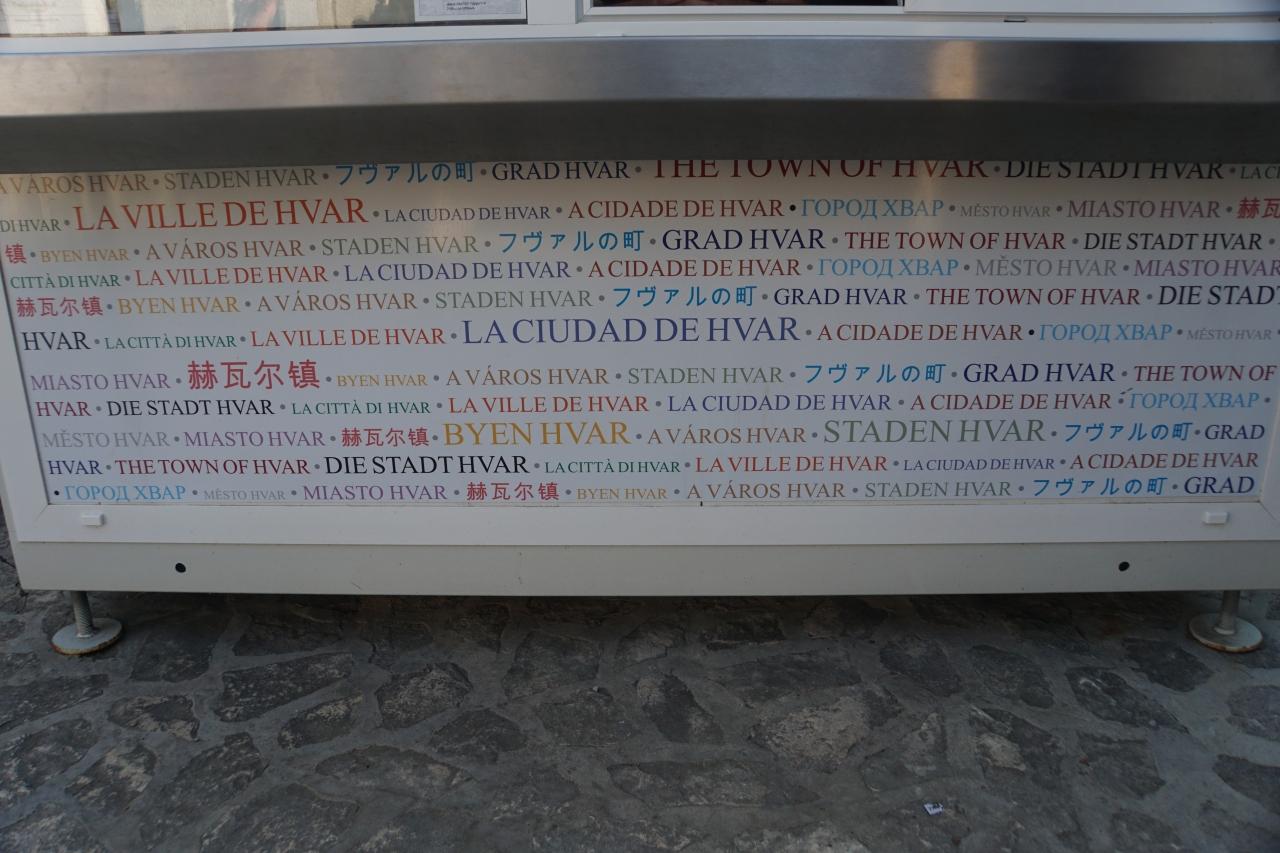 A VÁROS HVAR • STADEN HVAR • フヴァルの町 • GRAD HVAR • THE TOWN OF HVAR • DIE STADT HVAR •
DI HVAR • LA VILLE DE HVAR • LA CIUDAD DE HVAR • A CIDADE DE HVAR • ГОРОД ХВАР • MĚSTO HVAR • MIASTO HVAR • 赫瓦
镇 • BYEN HVAR • A VÁROS HVAR • STADEN HVAR • フヴァルの町 • GRAD HVAR • THE TOWN OF HVAR • DIE STADT HVAR •
CITTÀ DI HVAR • LA VILLE DE HVAR • LA CIUDAD DE HVAR • A CIDADE DE HVAR • ГОРОД ХВАР • MĚSTO HVAR • MIASTO HVAR
赫瓦尔镇 • BYEN HVAR • A VÁROS HVAR • STADEN HVAR • フヴァルの町 • GRAD HVAR • THE TOWN OF HVAR • DIE STADT
HVAR • LA CITTÀ DI HVAR • LA VILLE DE HVAR • LA CIUDAD DE HVAR • A CIDADE DE HVAR • ГОРОД ХВАР • MĚSTO HVAR •
MIASTO HVAR • 赫瓦尔镇 • BYEN HVAR • A VÁROS HVAR • STADEN HVAR • フヴァルの町 • GRAD HVAR • THE TOWN OF
HVAR • DIE STADT HVAR • LA CITTÀ DI HVAR • LA VILLE DE HVAR • LA CIUDAD DE HVAR • A CIDADE DE HVAR • ГОРОД ХВАР •
MĚSTO HVAR • MIASTO HVAR • 赫瓦尔镇 • BYEN HVAR • A VÁROS HVAR • STADEN HVAR • フヴァルの町 • GRAD
HVAR • THE TOWN OF HVAR • DIE STADT HVAR • LA CITTÀ DI HVAR • LA VILLE DE HVAR • LA CIUDAD DE HVAR • A CIDADE DE HVAR
• ГОРОД ХВАР • MĚSTO HVAR • MIASTO HVAR • 赫瓦尔镇 • BYEN HVAR • A VÁROS HVAR • STADEN HVAR • フヴァルの町 • GRAD